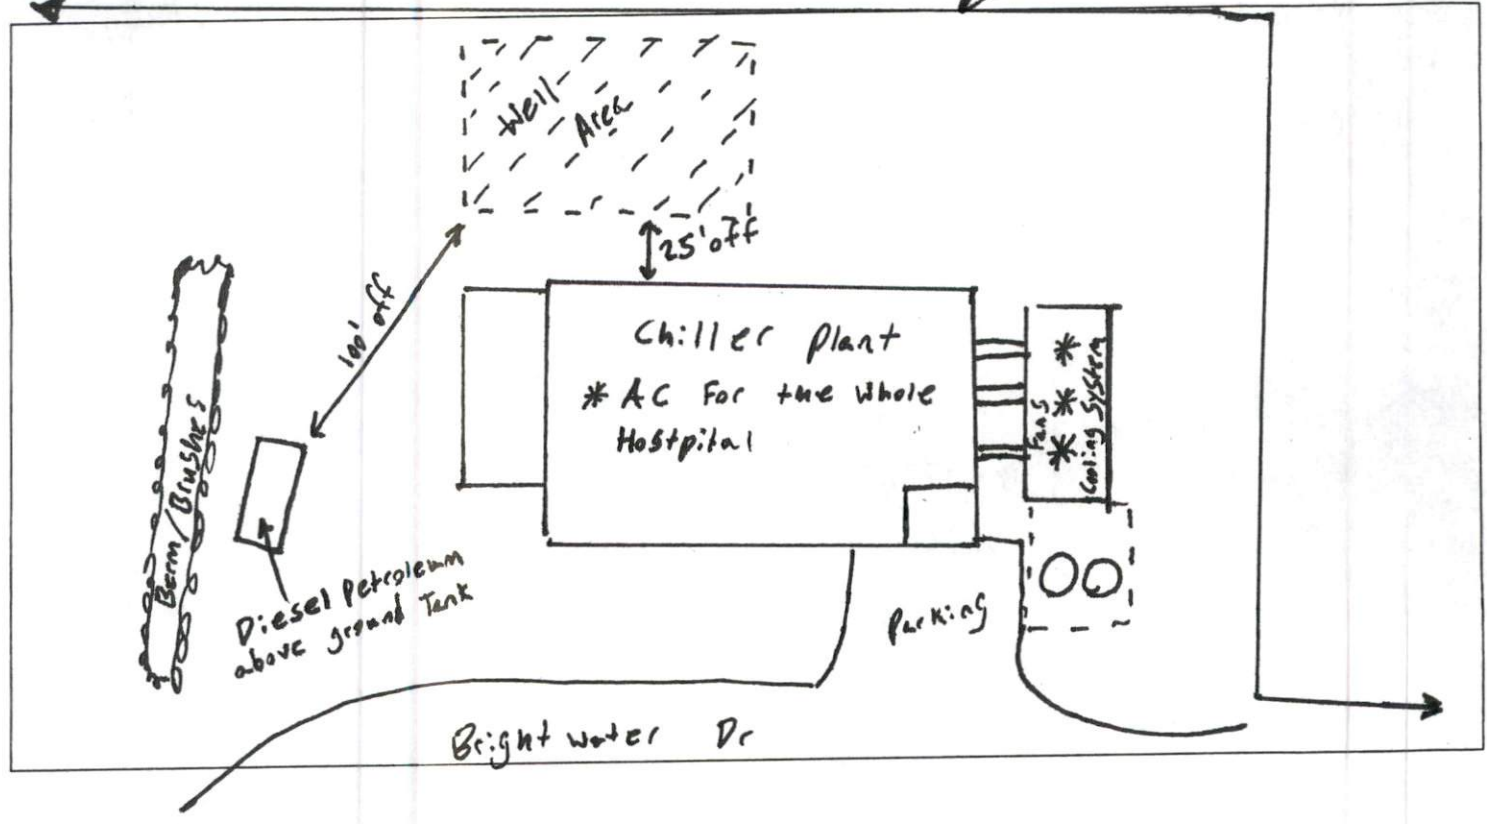 Well
Area
25' off
100' off
Chiller Plant
* AC For the Whole
Hostpital
Fans
Cooling System
Berm/Brushes
Diesel Petroleum
above ground Tank
Parking
Brightwater Dr